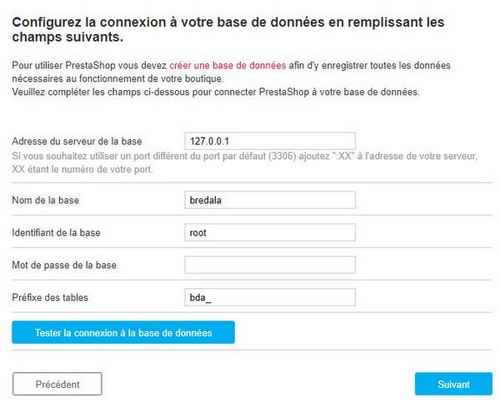 Configurez la connexion à votre base de données en remplissant les
champs suivants.
Pour utiliser PrestaShop vous devez créer une base de données afin d'y enregistrer toutes les données
nécessaires au fonctionnement de votre boutique.
Veuillez compléter les champs ci-dessous pour connecter PrestaShop à votre base de données.
Adresse du serveur de la base 127.0.0.1
Si vous souhaitez utiliser un port différent du port par défaut (3306) ajoutez ":XX" à l'adresse de votre serveur,
XX étant le numéro de votre port.
Nom de la base bredala
Identifiant de la base root
Mot de passe de la base
Préfixe des tables bda_
Tester la connexion à la base de données
Précédent Suivant